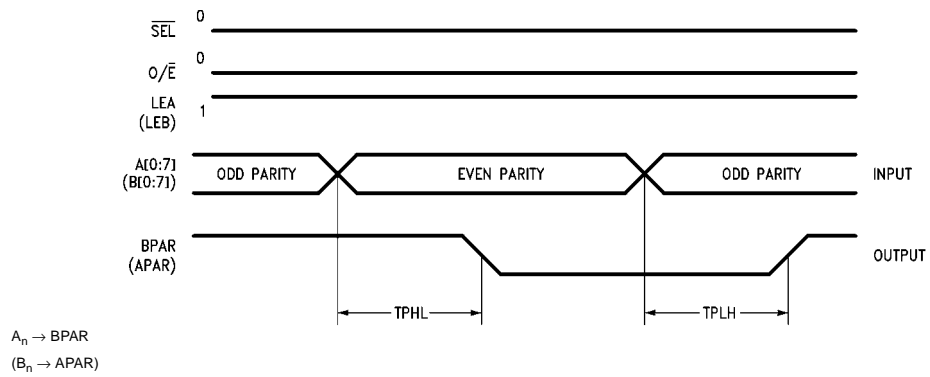 SEL 0
O/E 0
LEA
(LEB) 1
A[0:7]
(B[0:7])
ODD PARITY EVEN PARITY ODD PARITY INPUT
BPAR
(APAR)
OUTPUT
TPHL TPLH
An → BPAR
(Bn → APAR)